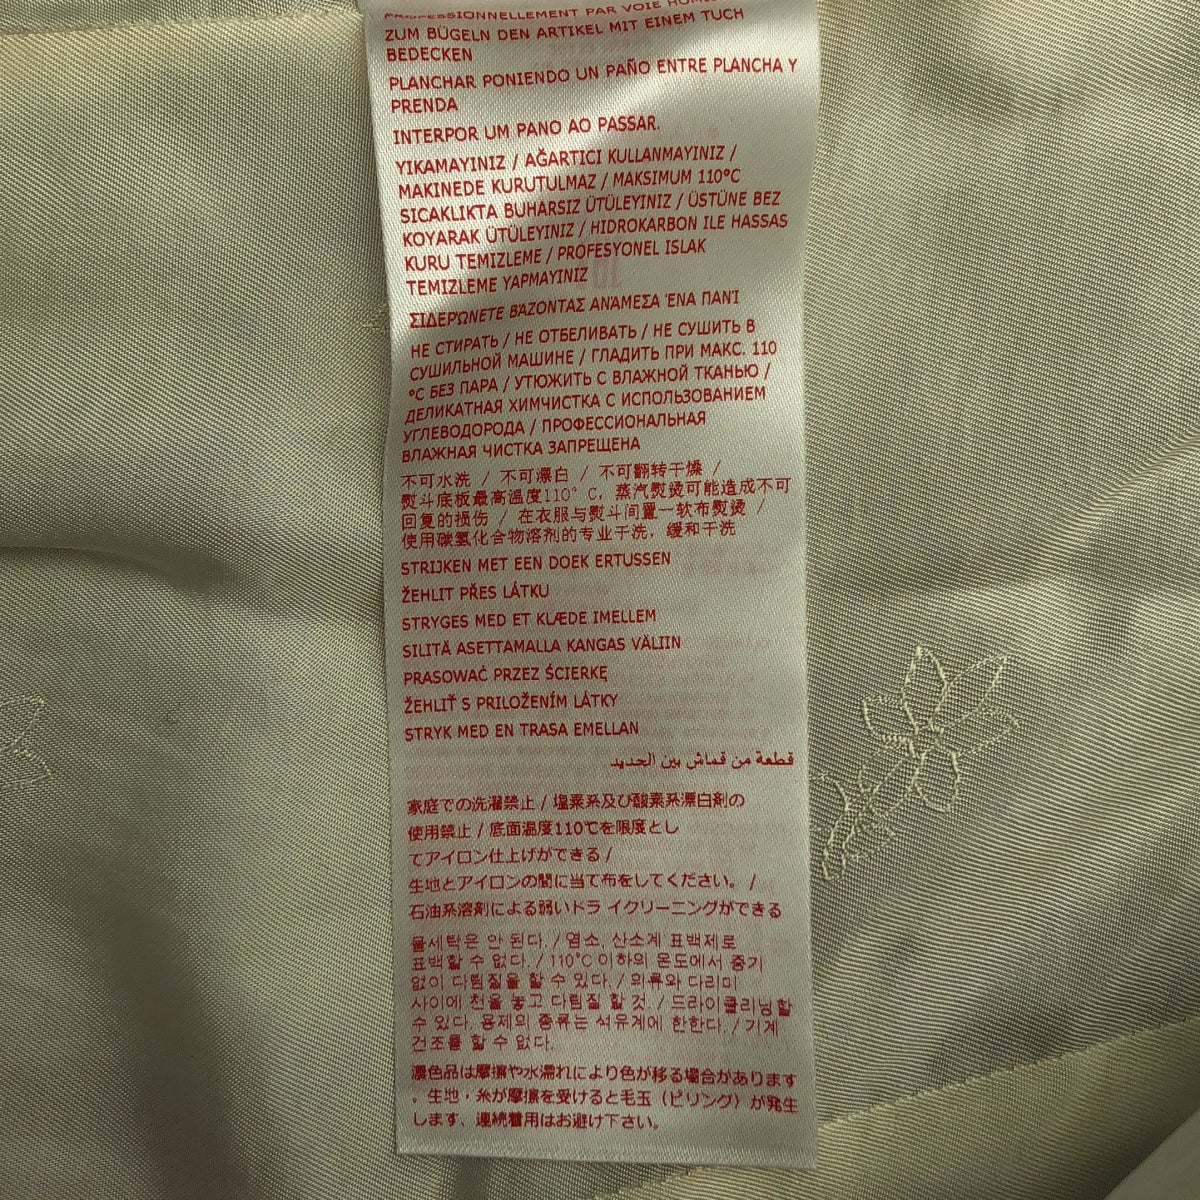 PROFESSIONNELLEMENT PAR VOIE
ZUM BÜGELN DEN ARTIKEL MIT EINEM TUCH
BEDECKEN
PLANCHAR PONIENDO UN PAÑO ENTRE PLANCHA Y
PRENDA
INTERPOR UM PANO AO PASSAR.
YIKAMAYINIZ / AĞARTICI KULLANMAYINIZ /
MAKINEDE KURUTULMAZ / MAKSIMUM 110°C
SICAKLIKTA BUHARSIZ ÜTÜLEYINIZ / ÜSTÜNE BEZ
KOYARAK ÜTÜLEYINIZ / HIDROKARBON ILE HASSAS
KURU TEMIZLEME / PROFESYONEL ISLAK
TEMIZLEME YAPMAYINIZ
ΣΙΔΕΡΏΝΕΤΕ ΒΆΖΟΝΤΑΣ ΑΝΆΜΕΣΑ ΈΝΑ ΠΑΝΊ
НЕ СТИРАТЬ / НЕ ОТБЕЛИВАТЬ / НЕ СУШИТЬ В
СУШИЛЬНОЙ МАШИНЕ / ГЛАДИТЬ ПРИ МАКС. 110
°С БЕЗ ПАРА / УТЮЖИТЬ С ВЛАЖНОЙ ТКАНЬЮ /
ДЕЛИКАТНАЯ ХИМЧИСТКА С ИСПОЛЬЗОВАНИЕМ
УГЛЕВОДОРОДА / ПРОФЕССИОНАЛЬНАЯ
ВЛАЖНАЯ ЧИСТКА ЗАПРЕЩЕНА
不可水洗 / 不可漂白 / 不可翻转干燥 /
熨斗底板最高温度110° C，蒸汽熨烫可能造成不可
回复的损伤 / 在衣服与熨斗间置一软布熨烫 /
使用碳氢化合物溶剂的专业干洗，缓和干洗
STRIJKEN MET EEN DOEK ERTUSSEN
ŽEHLIT PŘES LÁTKU
STRYGES MED ET KLÆDE IMELLEM
SILITÄ ASETTAMALLA KANGAS VÄLIIN
PRASOWAĆ PRZEZ ŚCIERKĘ
ŽEHLIŤ S PRILOŽENÍM LÁTKY
STRYK MED EN TRASA EMELLAN
قطعة من قماش بين الحديد
家庭での洗濯禁止 / 塩素系及び酸素系漂白剤の
使用禁止 / 底面温度110℃を限度とし
てアイロン仕上げができる /
生地とアイロンの間に当て布をしてください。 /
石油系溶剤による弱いドラ イクリーニングができる
물세탁은 안 된다. / 염소, 산소계 표백제로
표백할 수 없다. / 110°C 이하의 온도에서 증기
없이 다림질을 할 수 있다. / 의류와 다리미
사이에 천을 놓고 다림질 할 것. / 드라이클리닝할
수 있다. 용제의 종류는 석유계에 한한다. / 기계
건조를 할 수 없다.
濃色品は摩擦や水濡れにより色が移る場合があります
、生地・糸が摩擦を受けると毛玉（ピリング）が発生
します、連続着用はお避け下さい。